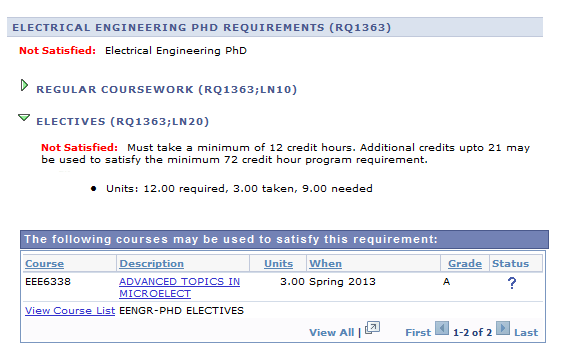 ELECTRICAL ENGINEERING PHD REQUIREMENTS (RQ1363)
Not Satisfied: Electrical Engineering PhD
REGULAR COURSEWORK (RQ1363;LN10)
ELECTIVES (RQ1363;LN20)
Not Satisfied: Must take a minimum of 12 credit hours. Additional credits upto 21 may
be used to satisfy the minimum 72 credit hour program requirement.
• Units: 12.00 required, 3.00 taken, 9.00 needed
The following courses may be used to satisfy this requirement:
Course Description Units When Grade Status
EEE6338 ADVANCED TOPICS IN 3.00 Spring 2013 A ?
MICROELECT
View Course List EENGR-PHD ELECTIVES
View All | First 1-2 of 2 Last